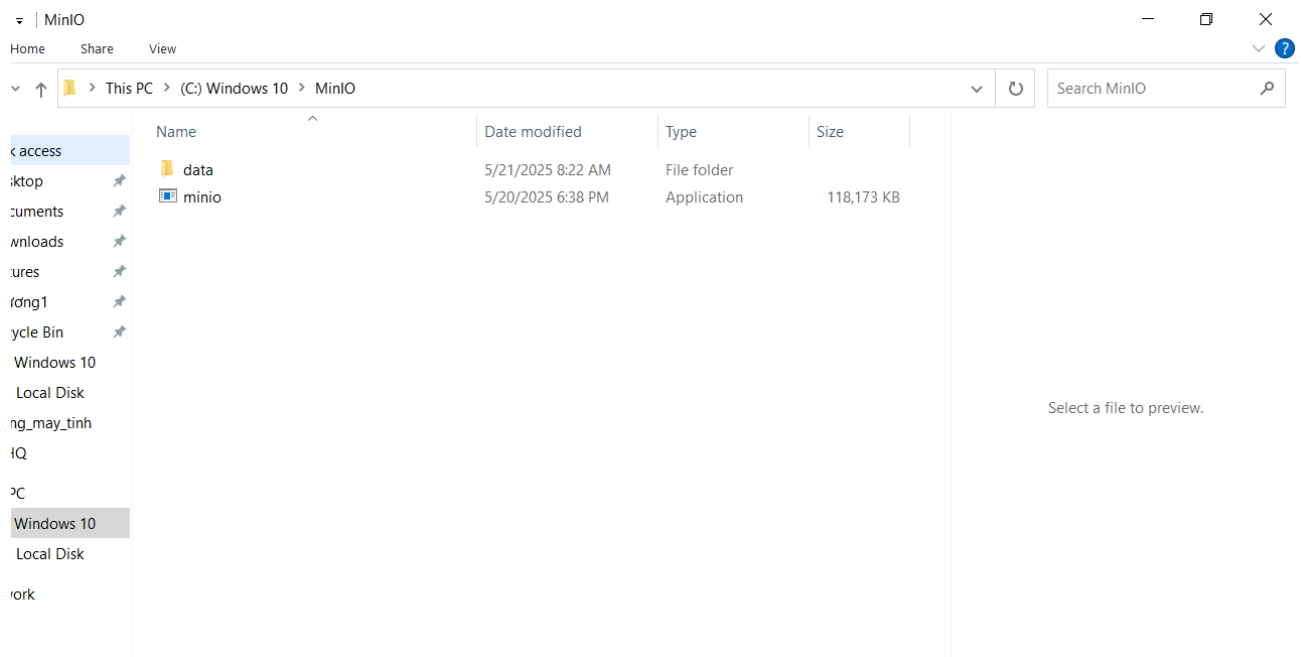 MinIO
Home Share View
?
This PC > (C:) Windows 10 > MinIO
Search MinIO
Name Date modified Type Size
data 5/21/2025 8:22 AM File folder
minio 5/20/2025 6:38 PM Application 118,173 KB
k access
sktop
cuments
wnloads
tures
ương1
cycle Bin
Windows 10
Local Disk
ng_may_tinh
HQ
PC
Windows 10
Local Disk
work
Select a file to preview.